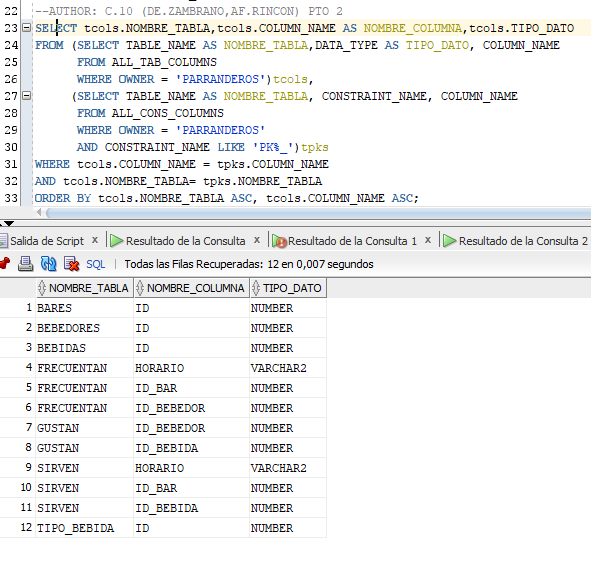 22 --AUTHOR: C.10 (DE.ZAMBRANO,AF.RINCON) PTO 2
23 SELECT tcols.NOMBRE_TABLA,tcols.COLUMN_NAME AS NOMBRE_COLUMNA,tcols.TIPO_DATO
24 FROM (SELECT TABLE_NAME AS NOMBRE_TABLA,DATA_TYPE AS TIPO_DATO, COLUMN_NAME
25 FROM ALL_TAB_COLUMNS
26 WHERE OWNER = 'PARRANDEROS')tcols,
27 (SELECT TABLE_NAME AS NOMBRE_TABLA, CONSTRAINT_NAME, COLUMN_NAME
28 FROM ALL_CONS_COLUMNS
29 WHERE OWNER = 'PARRANDEROS'
30 AND CONSTRAINT_NAME LIKE 'PK%_')tpks
31 WHERE tcols.COLUMN_NAME = tpks.COLUMN_NAME
32 AND tcols.NOMBRE_TABLA= tpks.NOMBRE_TABLA
33 ORDER BY tcols.NOMBRE_TABLA ASC, tcols.COLUMN_NAME ASC;
Salida de Script x Resultado de la Consulta x Resultado de la Consulta 1 x Resultado de la Consulta 2
SQL | Todas las Filas Recuperadas: 12 en 0,007 segundos
NOMBRE_TABLA NOMBRE_COLUMNA TIPO_DATO
1 BARES ID NUMBER
2 BEBEDORES ID NUMBER
3 BEBIDAS ID NUMBER
4 FRECUENTAN HORARIO VARCHAR2
5 FRECUENTAN ID_BAR NUMBER
6 FRECUENTAN ID_BEBEDOR NUMBER
7 GUSTAN ID_BEBEDOR NUMBER
8 GUSTAN ID_BEBIDA NUMBER
9 SIRVEN HORARIO VARCHAR2
10 SIRVEN ID_BAR NUMBER
11 SIRVEN ID_BEBIDA NUMBER
12 TIPO_BEBIDA ID NUMBER